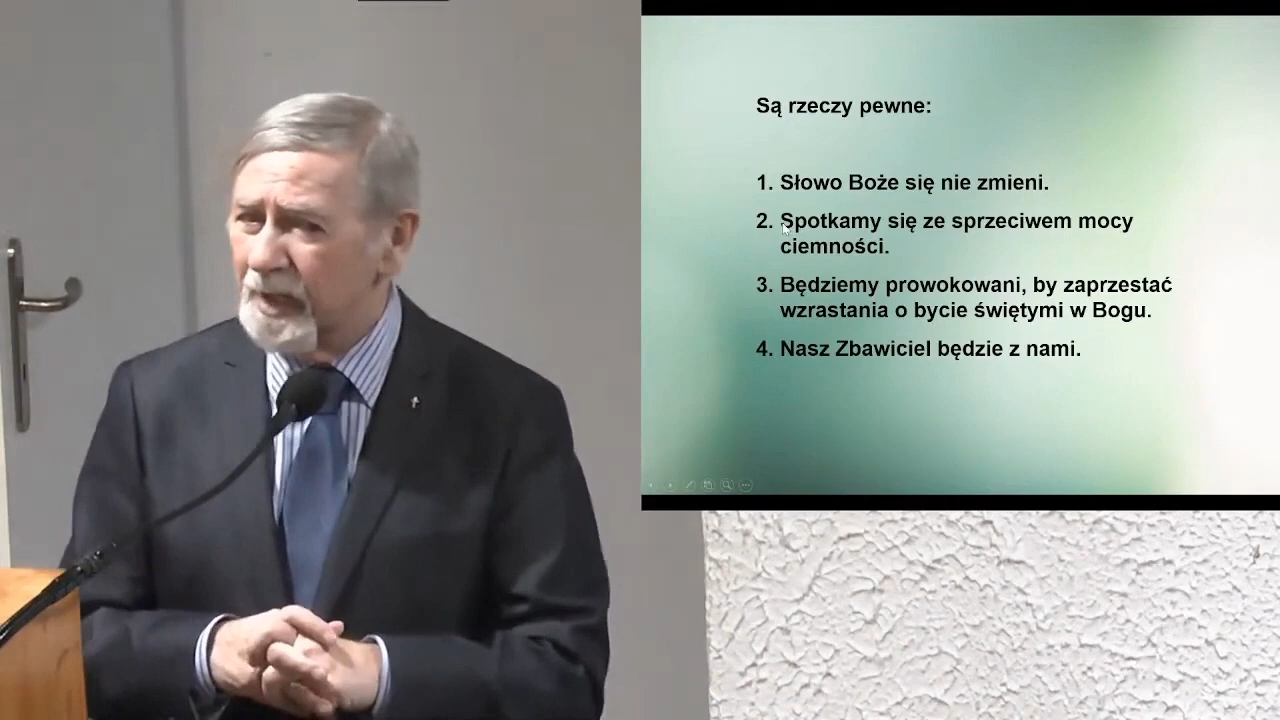 Są rzeczy pewne:
1. Słowo Boże się nie zmieni.
2. Spotkamy się ze sprzeciwem mocy
ciemności.
3. Będziemy prowokowani, by zaprzestać
wzrastania o bycie świętymi w Bogu.
4. Nasz Zbawiciel będzie z nami.